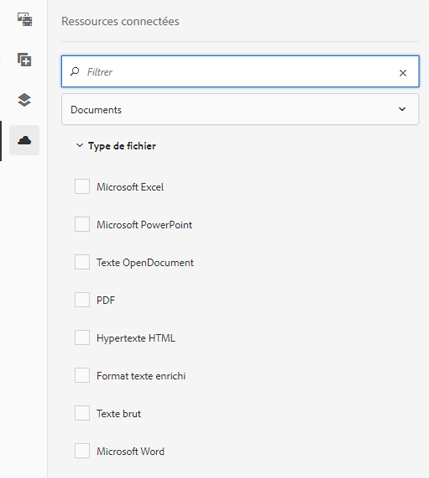 Ressources connectées
Filtrer
Documents
Type de fichier
Microsoft Excel
Microsoft PowerPoint
Texte OpenDocument
PDF
Hypertexte HTML
Format texte enrichi
Texte brut
Microsoft Word